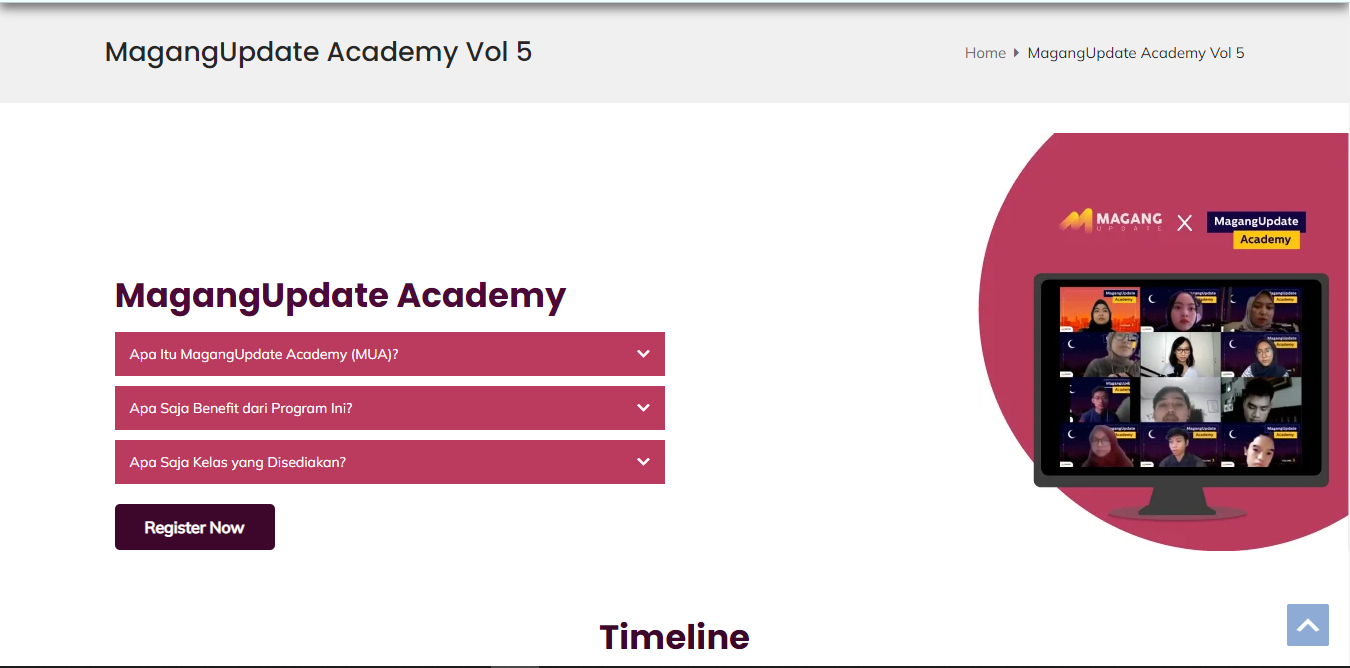 MagangUpdate Academy Vol 5
Home MagangUpdate Academy Vol 5
MAGANG
UPDATE
X
MagangUpdate
Academy
MagangUpdate Academy
Apa Itu MagangUpdate Academy (MUA)?
Apa Saja Benefit dari Program Ini?
Apa Saja Kelas yang Disediakan?
Register Now
Timeline